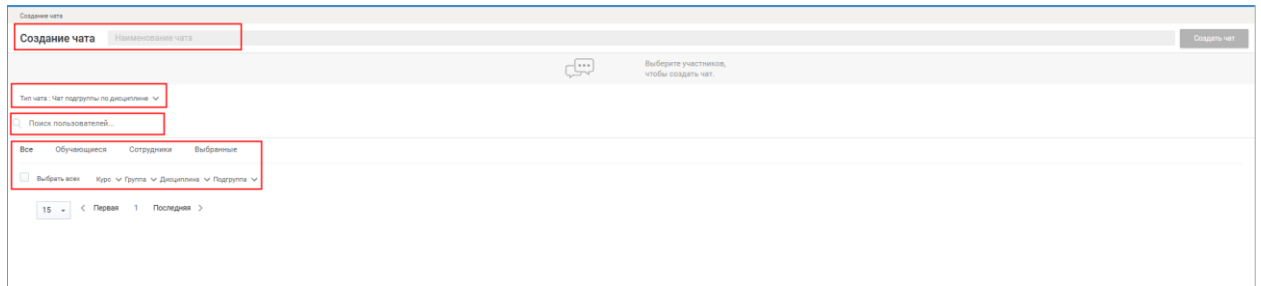 Создание чата
Создание чата Наименование чата Создать чат
Выберите участников,
чтобы создать чат.
Тип чата : Чат подгруппы по дисциплине
Поиск пользователей...
Все Обучающиеся Сотрудники Выбранные
Выбрать всех Курс Группа Дисциплина Подгруппа
15 < Первая 1 Последняя >